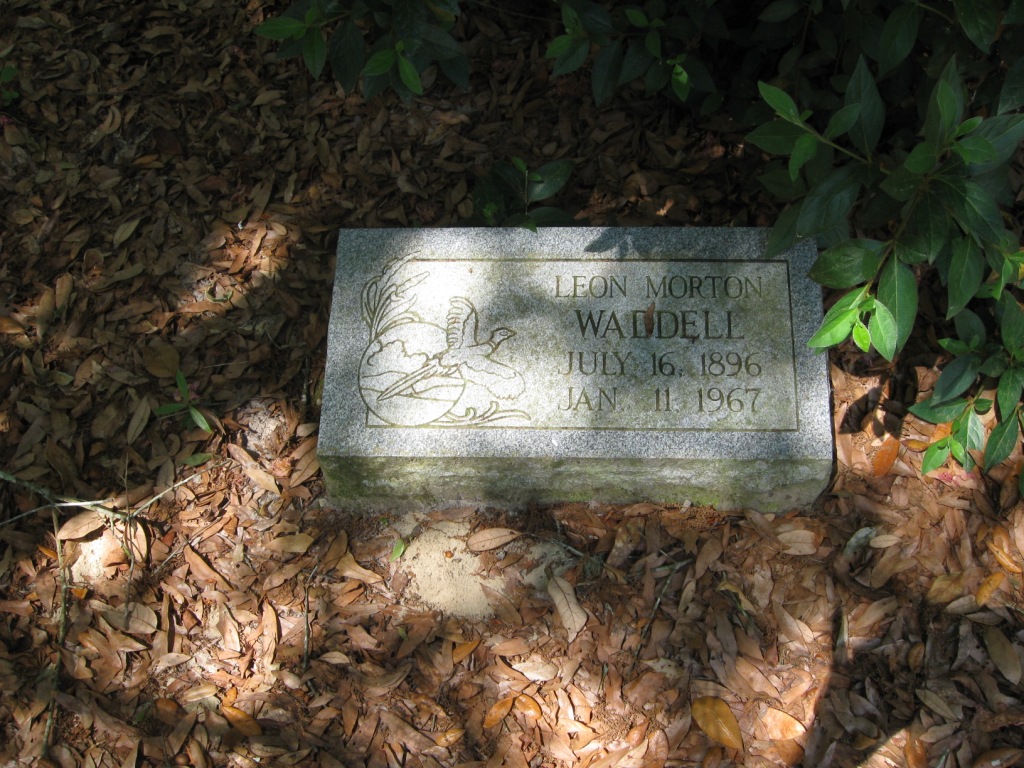 LEON MORTON
WADDELL
JULY 16, 1896
JAN. 11, 1967